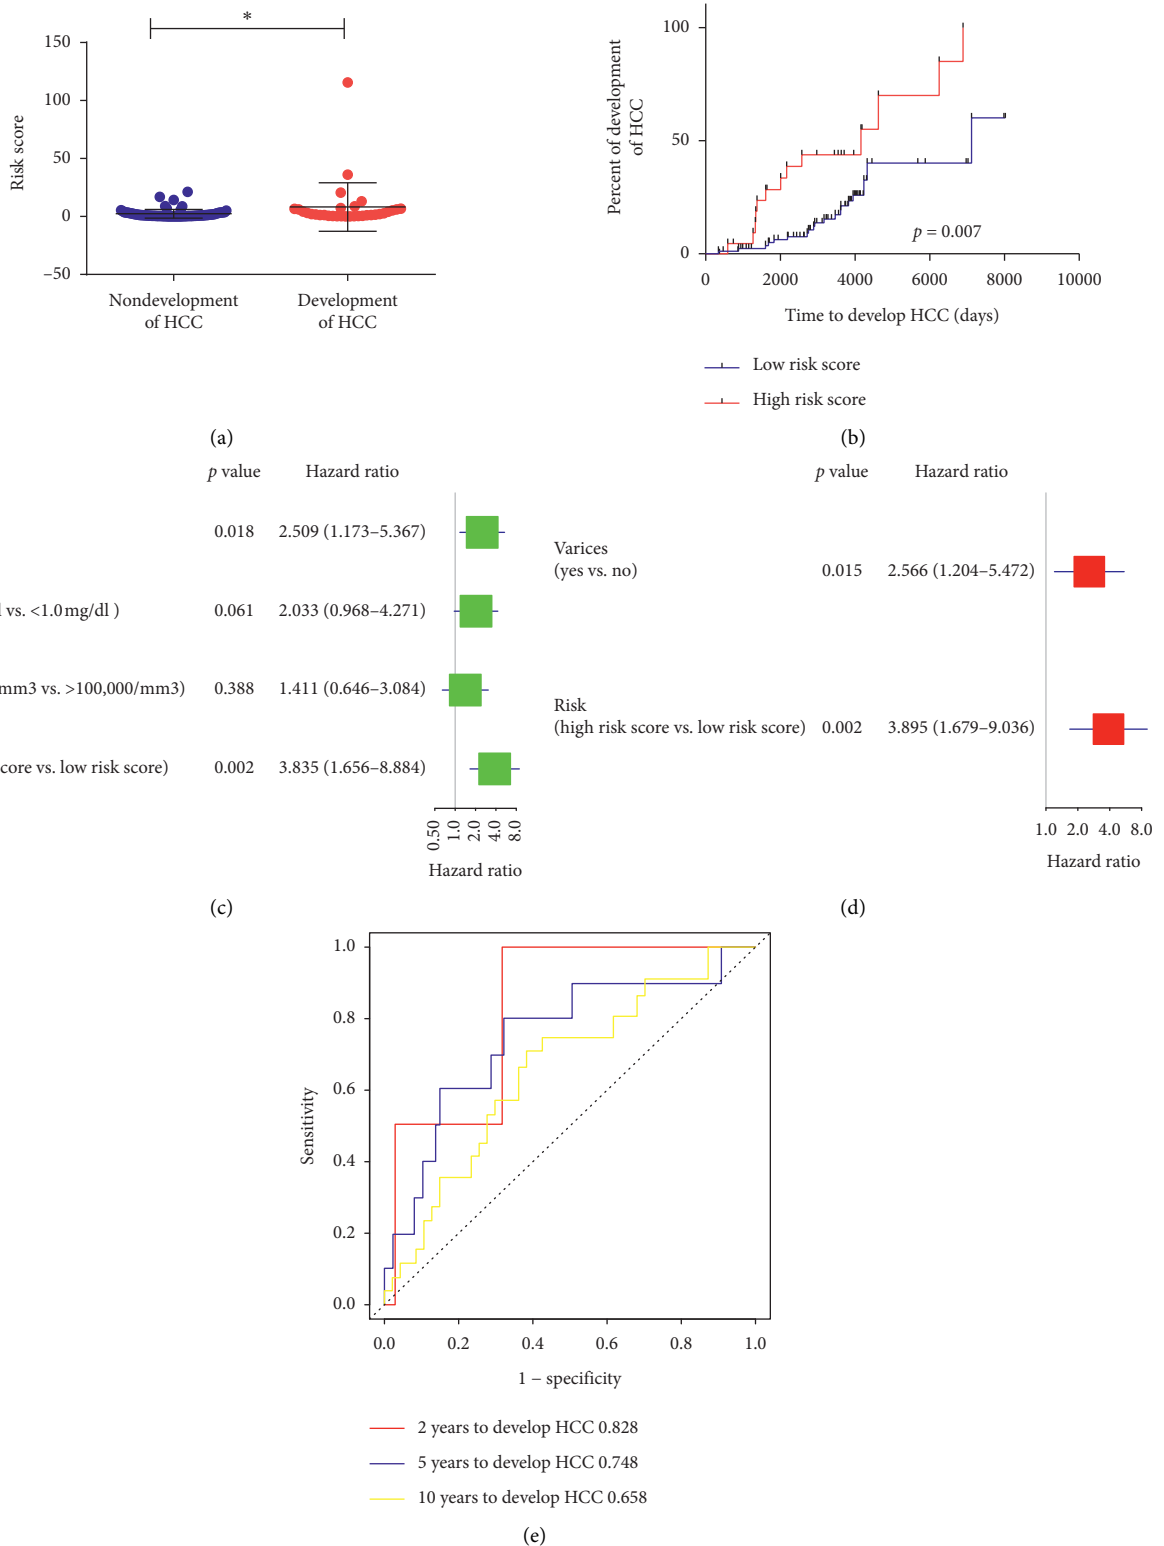 *
150
100
50
0
–50
Risk score
Nondevelopment
of HCC
Development
of HCC
(a)
100
50
0
Percent of development
of HCC
p = 0.007
0
2000
4000
6000
8000
10000
Time to develop HCC (days)
Low risk score
High risk score
(b)
p value
Hazard ratio
0.018
2.509 (1.173–5.367)
l vs. <1.0 mg/dl )
0.061
2.033 (0.968–4.271)
mm3 vs. >100,000/mm3)
0.388
1.411 (0.646–3.084)
core vs. low risk score)
0.002
3.835 (1.656–8.884)
0.50
1.0
2.0
4.0
8.0
Hazard ratio
(c)
p value
Hazard ratio
Varices
(yes vs. no)
0.015
2.566 (1.204–5.472)
Risk
(high risk score vs. low risk score)
0.002
3.895 (1.679–9.036)
1.0
2.0
4.0
8.0
Hazard ratio
(d)
1.0
0.8
0.6
0.4
0.2
0.0
Sensitivity
0.0
0.2
0.4
0.6
0.8
1.0
1 − specificity
2 years to develop HCC 0.828
5 years to develop HCC 0.748
10 years to develop HCC 0.658
(e)